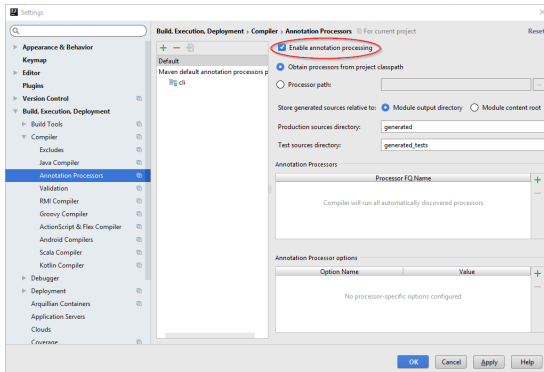 Settings
Build, Execution, Deployment › Compiler › Annotation Processors For current project Reset
Appearance & Behavior
Keymap
Editor
Plugins
Version Control
Build, Execution, Deployment
Build Tools
Compiler
Excludes
Java Compiler
Annotation Processors
Validation
RMI Compiler
Groovy Compiler
ActionScript & Flex Compiler
Android Compilers
Scala Compiler
Kotlin Compiler
Debugger
Deployment
Arquillian Containers
Application Servers
Clouds
Coverage
Default
Maven default annotation processors p
cli
Enable annotation processing
Obtain processors from project classpath
Processor path:
Store generated sources relative to: Module output directory Module content root
Production sources directory: generated
Test sources directory: generated_tests
Annotation Processors
Processor FQ Name
Compiler will run all automatically discovered processors
Annotation Processor options
Option Name Value
No processor-specific options configured
OK Cancel Apply Help